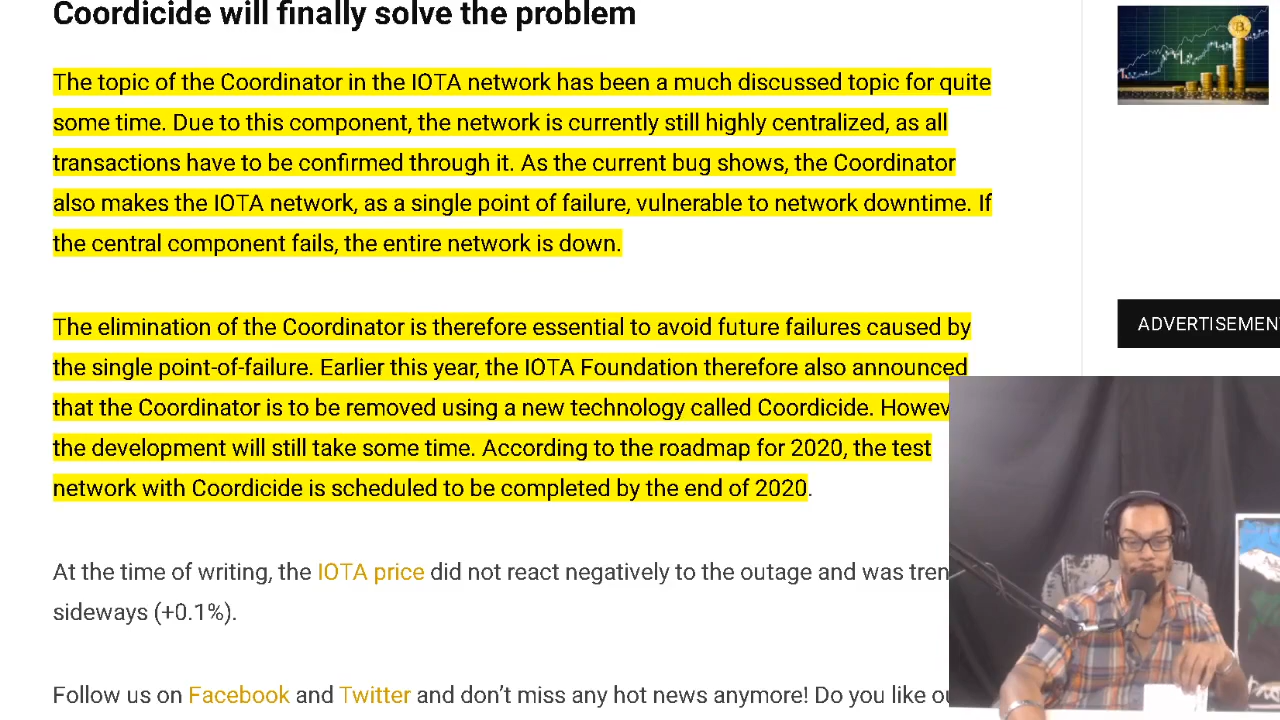 Coordicide will finally solve the problem
The topic of the Coordinator in the IOTA network has been a much discussed topic for quite
some time. Due to this component, the network is currently still highly centralized, as all
transactions have to be confirmed through it. As the current bug shows, the Coordinator
also makes the IOTA network, as a single point of failure, vulnerable to network downtime. If
the central component fails, the entire network is down.
The elimination of the Coordinator is therefore essential to avoid future failures caused by
the single point-of-failure. Earlier this year, the IOTA Foundation therefore also announced
that the Coordinator is to be removed using a new technology called Coordicide. Howev
the development will still take some time. According to the roadmap for 2020, the test
network with Coordicide is scheduled to be completed by the end of 2020.
At the time of writing, the IOTA price did not react negatively to the outage and was tren
sideways (+0.1%).
Follow us on Facebook and Twitter and don’t miss any hot news anymore! Do you like ou
ADVERTISEMEN